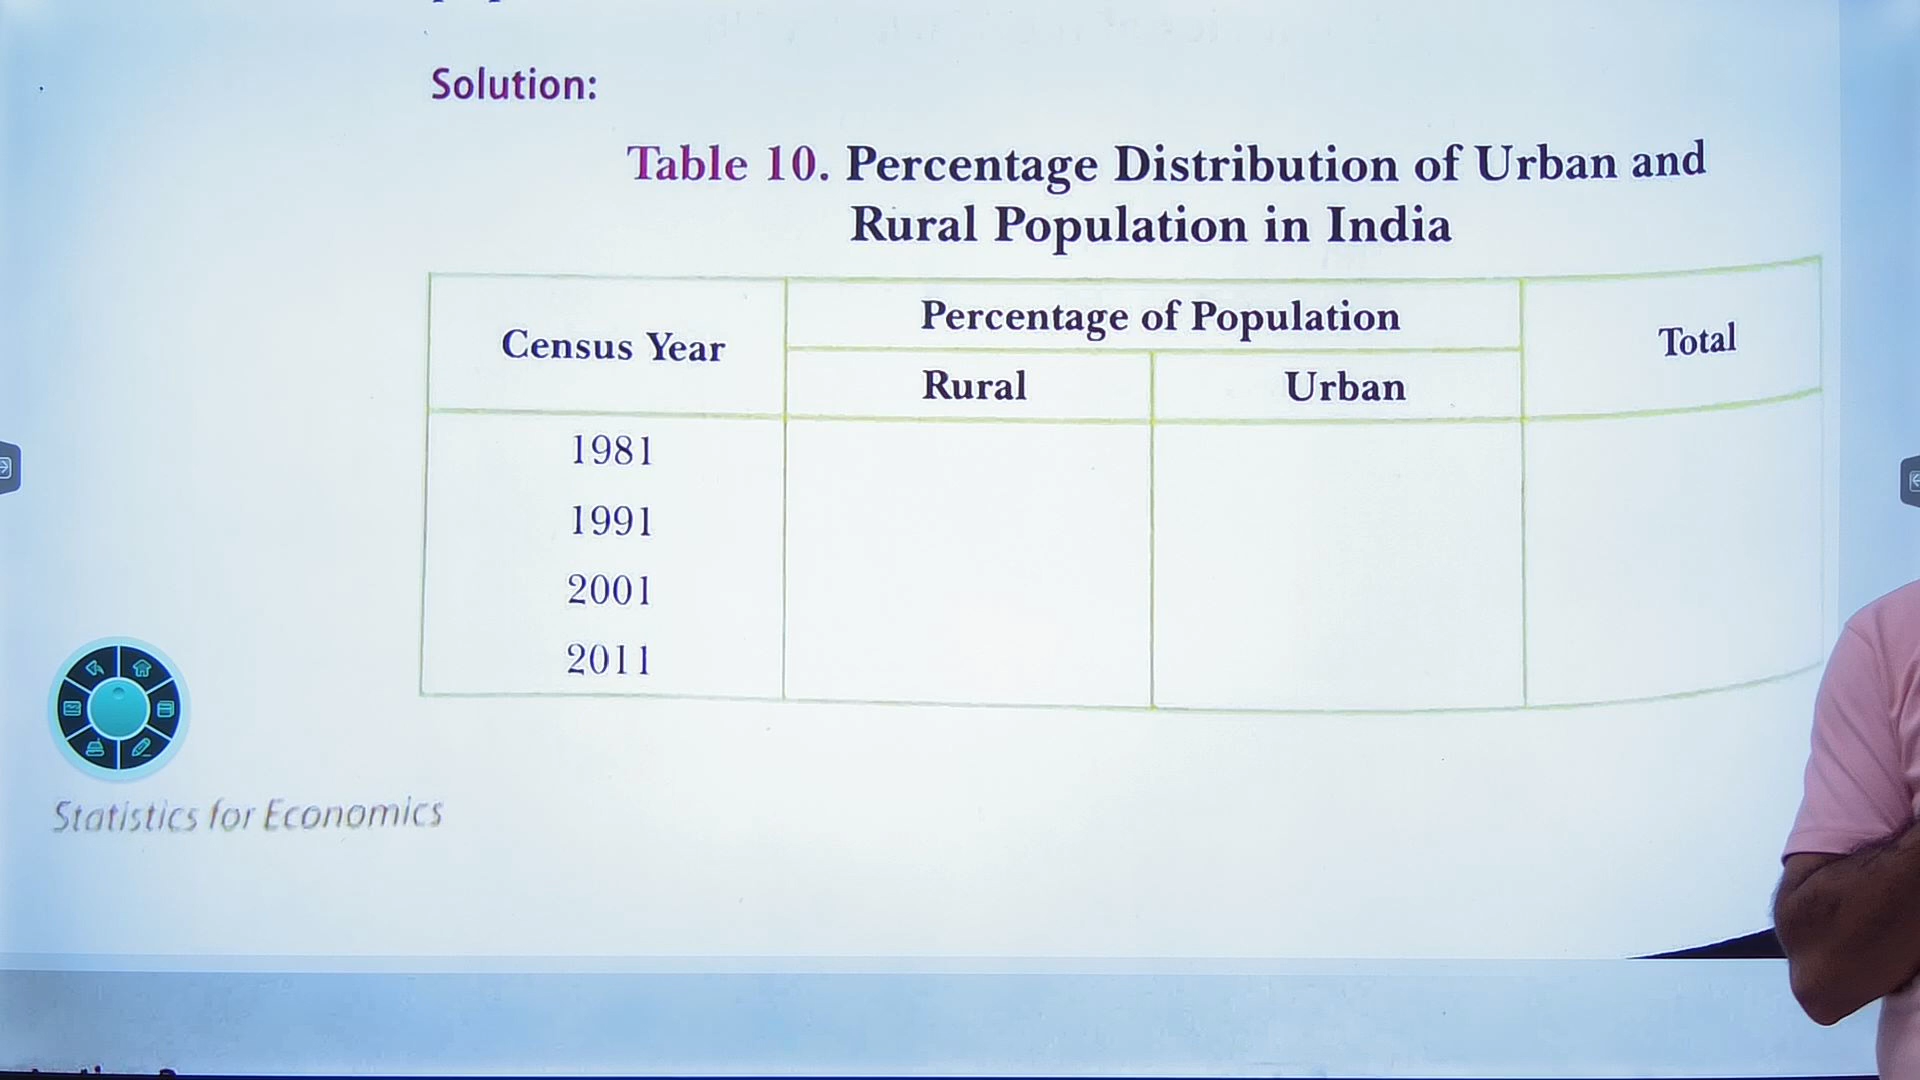 Solution:
Table 10. Percentage Distribution of Urban and
Rural Population in India
Census Year
Percentage of Population
Total
Rural
Urban
1981
1991
2001
2011
Statistics for Economics